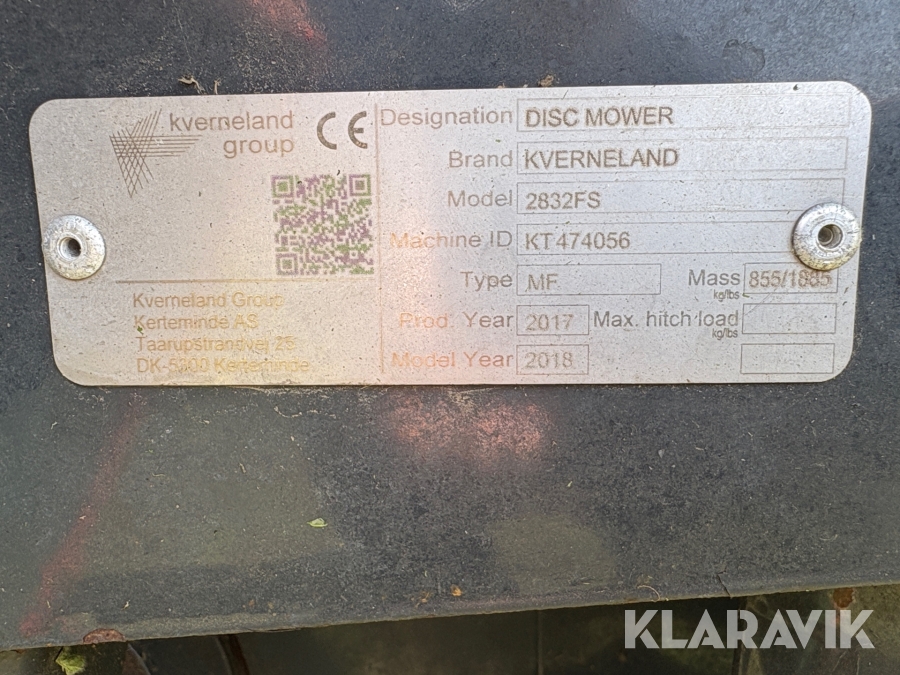 kverneland
group
CE
Designation DISC MOWER
Brand KVERNELAND
Model 2832FS
Machine ID KT474056
Type MF Mass kg/lbs 855/1885
Prod. Year 2017 Max. hitch load kg/lbs
Model Year 2018
Kverneland Group
Kerteminde AS
Taarupstrandvej 25
DK-5300 Kerteminde
KLARAVIK